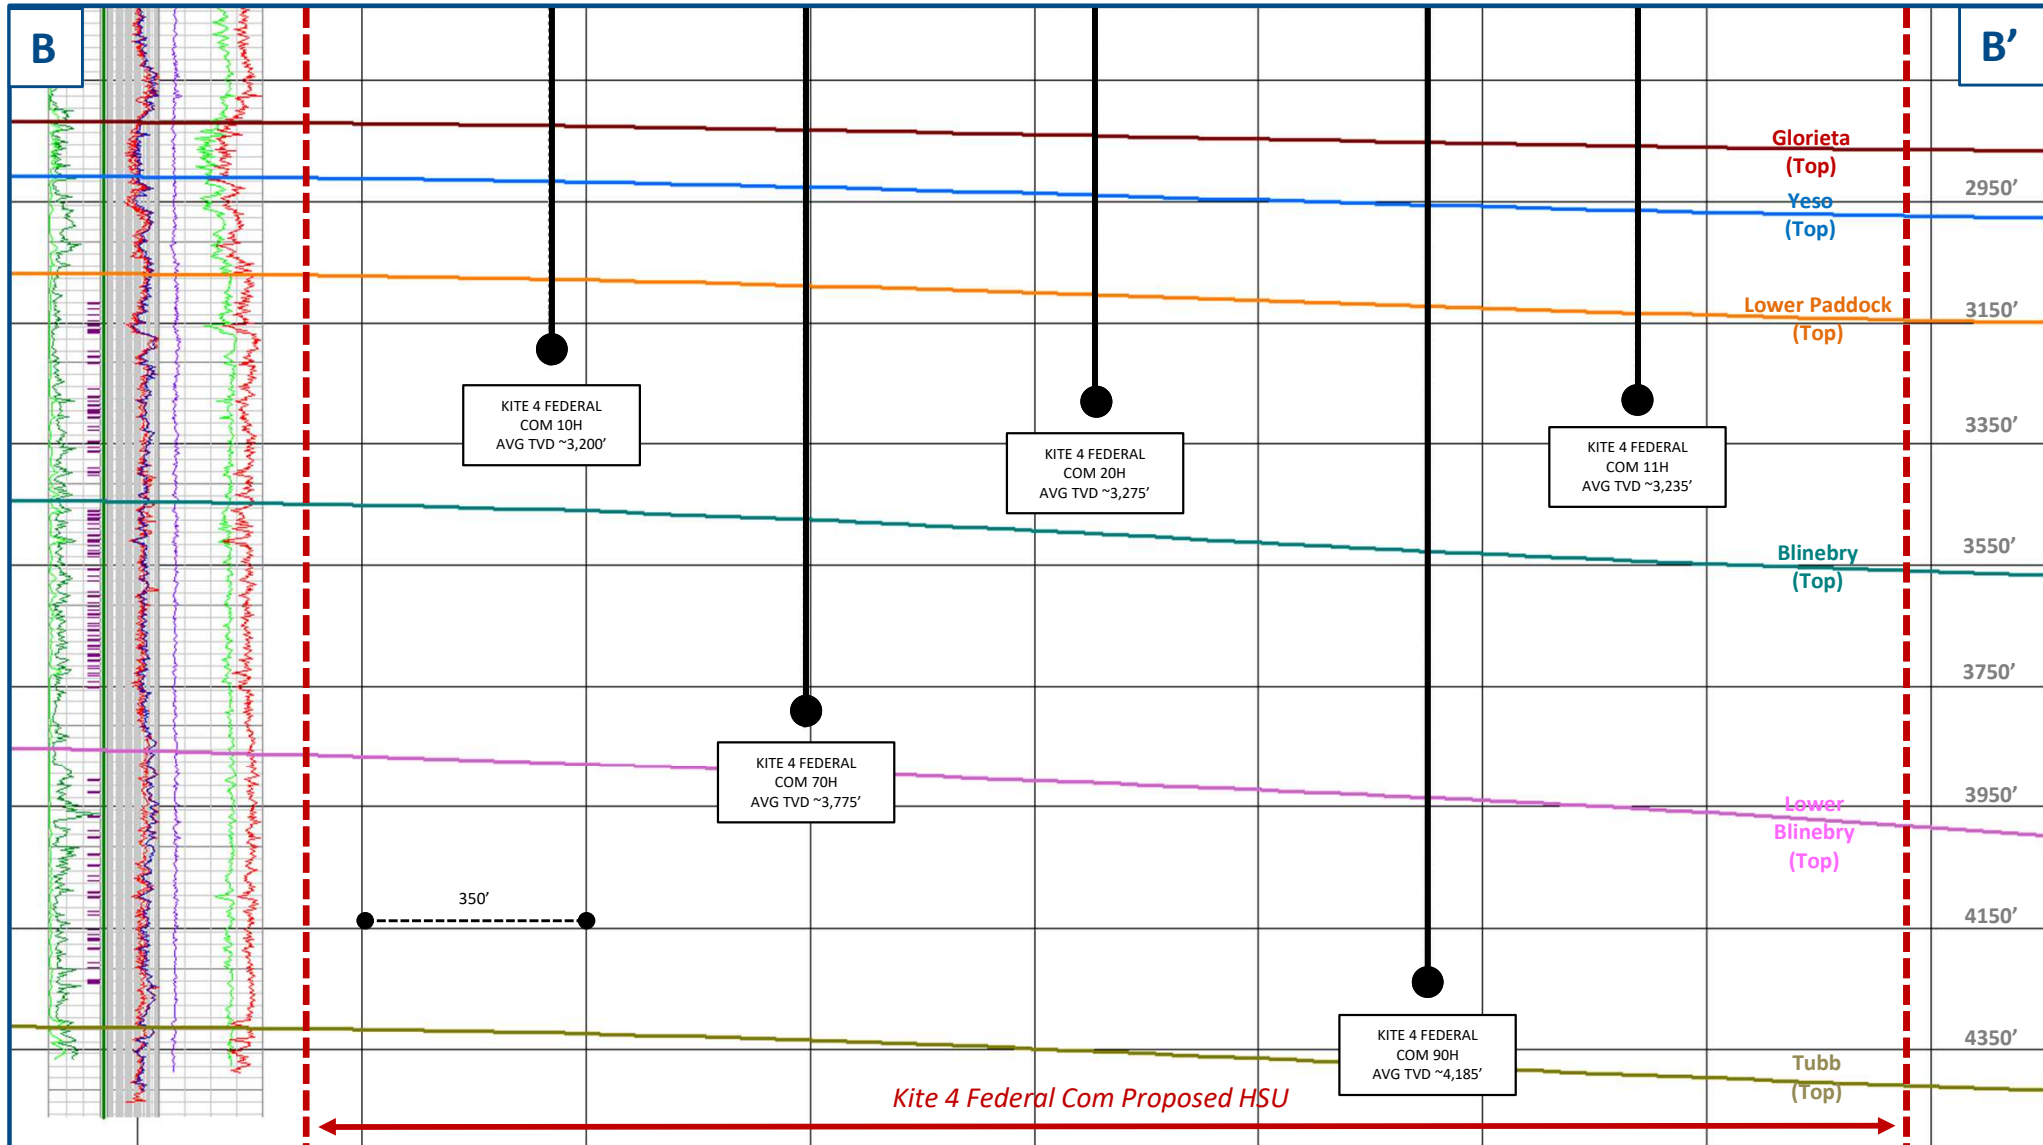 B
B’
Glorieta
(Top)
2950’
Yeso
(Top)
Lower Paddock
(Top)
3150’
KITE 4 FEDERAL
COM 10H
AVG TVD ~3,200’
KITE 4 FEDERAL
COM 20H
AVG TVD ~3,275’
KITE 4 FEDERAL
COM 11H
AVG TVD ~3,235’
3350’
Blinebry
(Top)
3550’
3750’
KITE 4 FEDERAL
COM 70H
AVG TVD ~3,775’
Lower
Blinebry
(Top)
3950’
350’
4150’
KITE 4 FEDERAL
COM 90H
AVG TVD ~4,185’
4350’
Tubb
(Top)
Kite 4 Federal Com Proposed HSU